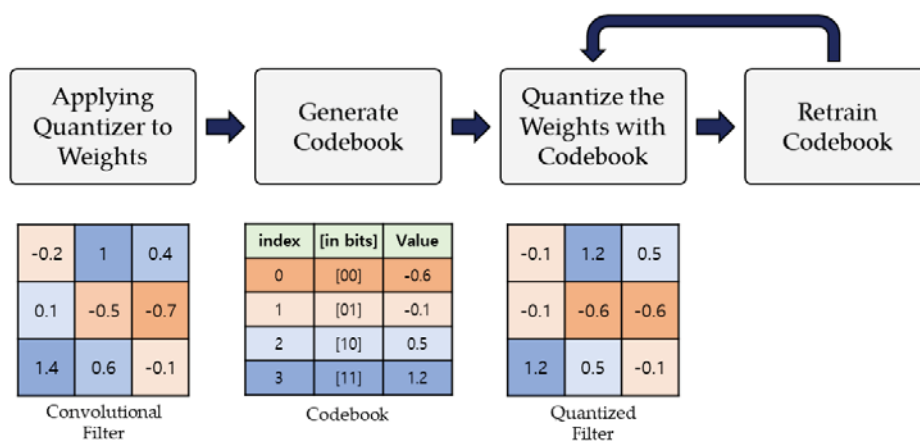 Applying
Quantizer to
Weights
Generate
Codebook
Quantize the
Weights with
Codebook
Retrain
Codebook
-0.2 1 0.4
0.1 -0.5 -0.7
1.4 0.6 -0.1
Convolutional
Filter
index [in bits] Value
0 [00] -0.6
1 [01] -0.1
2 [10] 0.5
3 [11] 1.2
Codebook
-0.1 1.2 0.5
-0.1 -0.6 -0.6
1.2 0.5 -0.1
Quantized
Filter